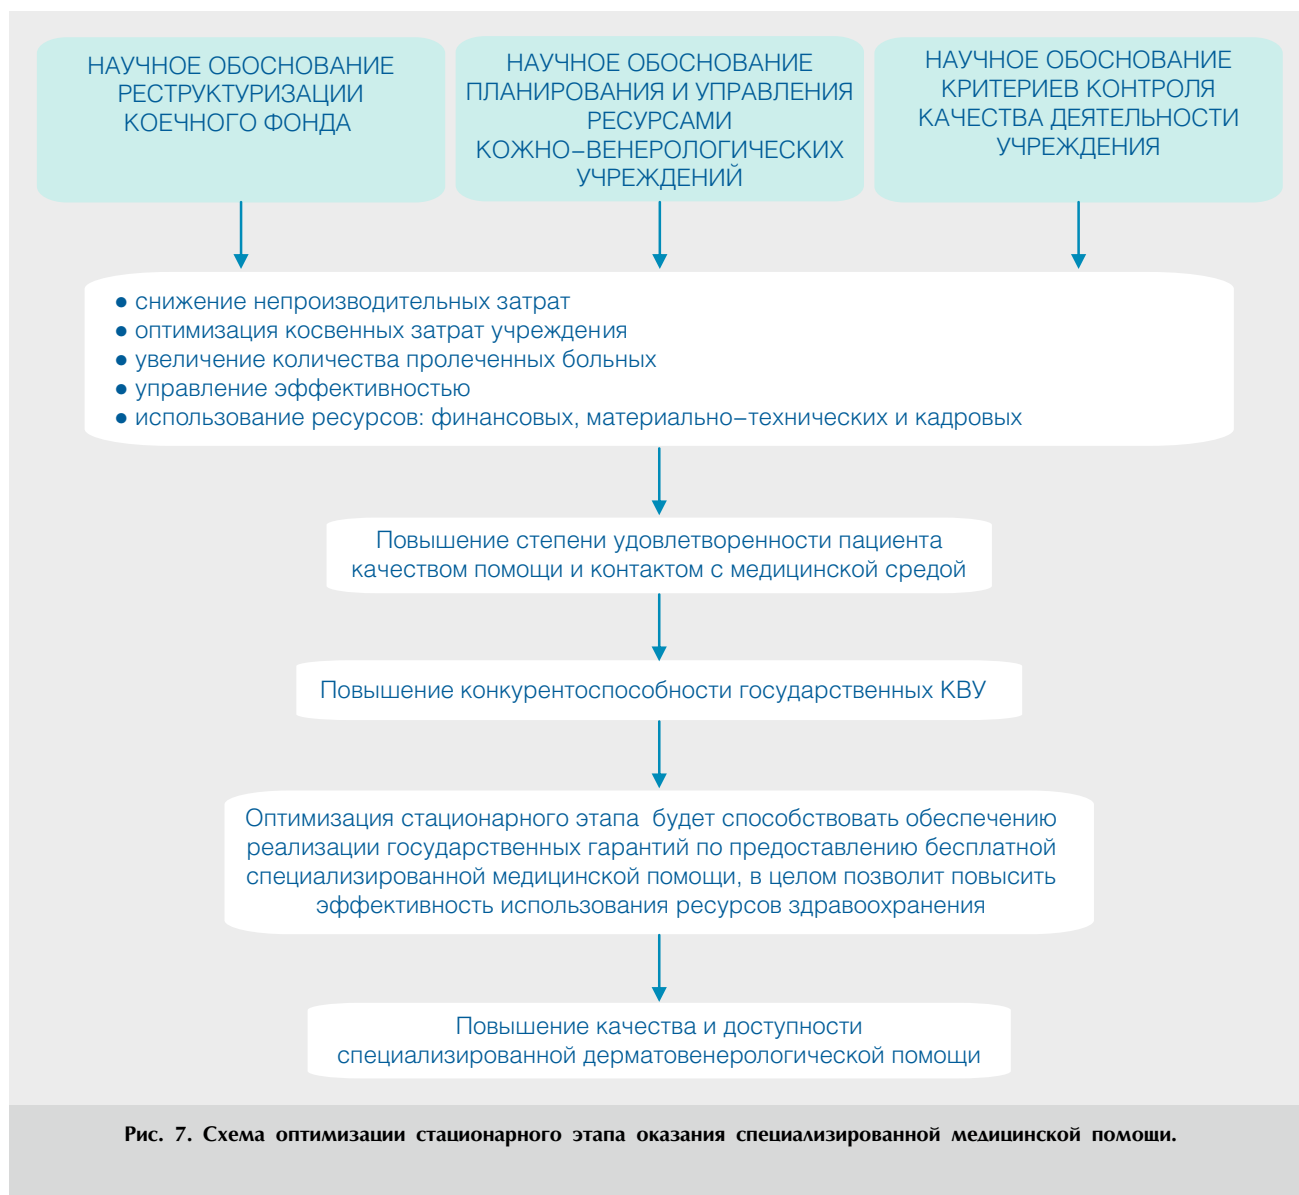 НАУЧНОЕ ОБОСНОВАНИЕ
РЕСТРУКТУРИЗАЦИИ
КОЕЧНОГО ФОНДА
НАУЧНОЕ ОБОСНОВАНИЕ
ПЛАНИРОВАНИЯ И УПРАВЛЕНИЯ
РЕСУРСАМИ
КОЖНО–ВЕНЕРОЛОГИЧЕСКИХ
УЧРЕЖДЕНИЙ
НАУЧНОЕ ОБОСНОВАНИЕ
КРИТЕРИЕВ КОНТРОЛЯ
КАЧЕСТВА ДЕЯТЕЛЬНОСТИ
УЧРЕЖДЕНИЯ
● снижение непроизводительных затрат
● оптимизация косвенных затрат учреждения
● увеличение количества пролеченных больных
● управление эффективностью
● использование ресурсов: финансовых, материально–технических и кадровых
Повышение степени удовлетворенности пациента
качеством помощи и контактом с медицинской средой
Повышение конкурентоспособности государственных КВУ
Оптимизация стационарного этапа будет способствовать обеспечению
реализации государственных гарантий по предоставлению бесплатной
специализированной медицинской помощи, в целом позволит повысить
эффективность использования ресурсов здравоохранения
Повышение качества и доступности
специализированной дерматовенерологической помощи
Рис. 7. Схема оптимизации стационарного этапа оказания специализированной медицинской помощи.